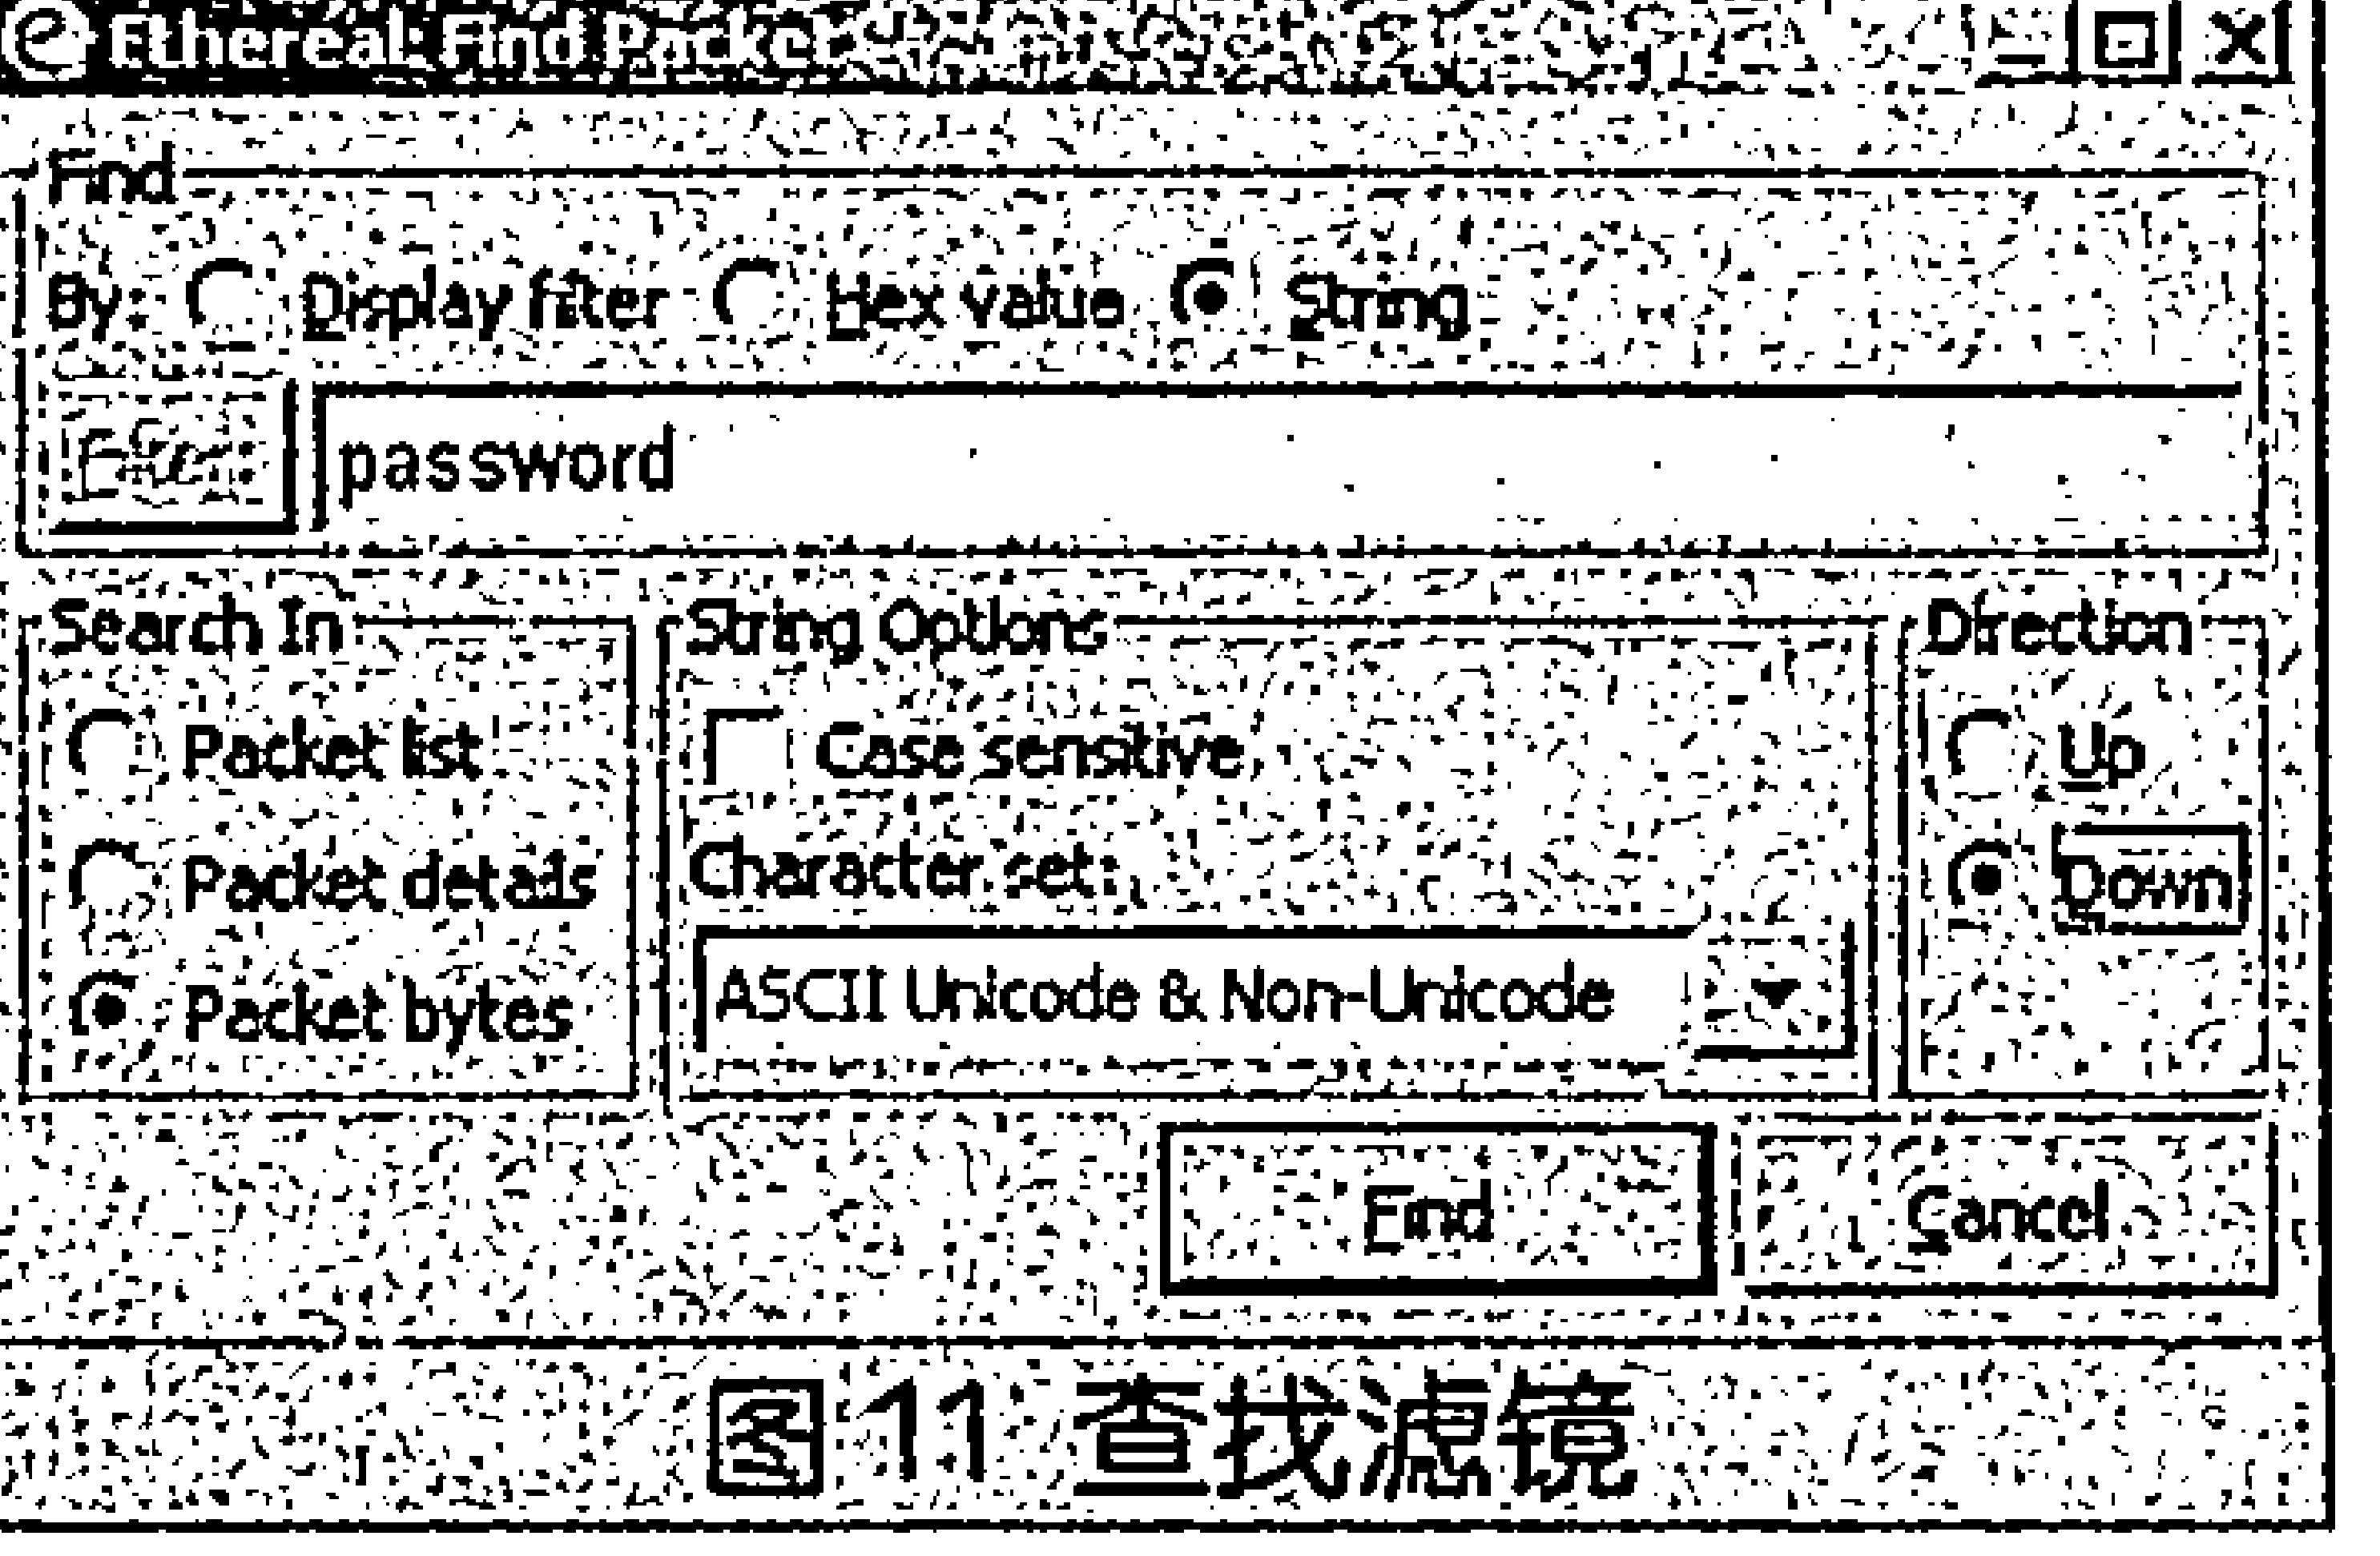 Ethereal: Find Packet
Find
By: Display filter Hex value String
password
Search In String Options Direction
Packet list Case sensitive Up
Packet details Character set: Down
Packet bytes ASCII Unicode & Non-Unicode
Find Cancel
图 11 查找滤镜